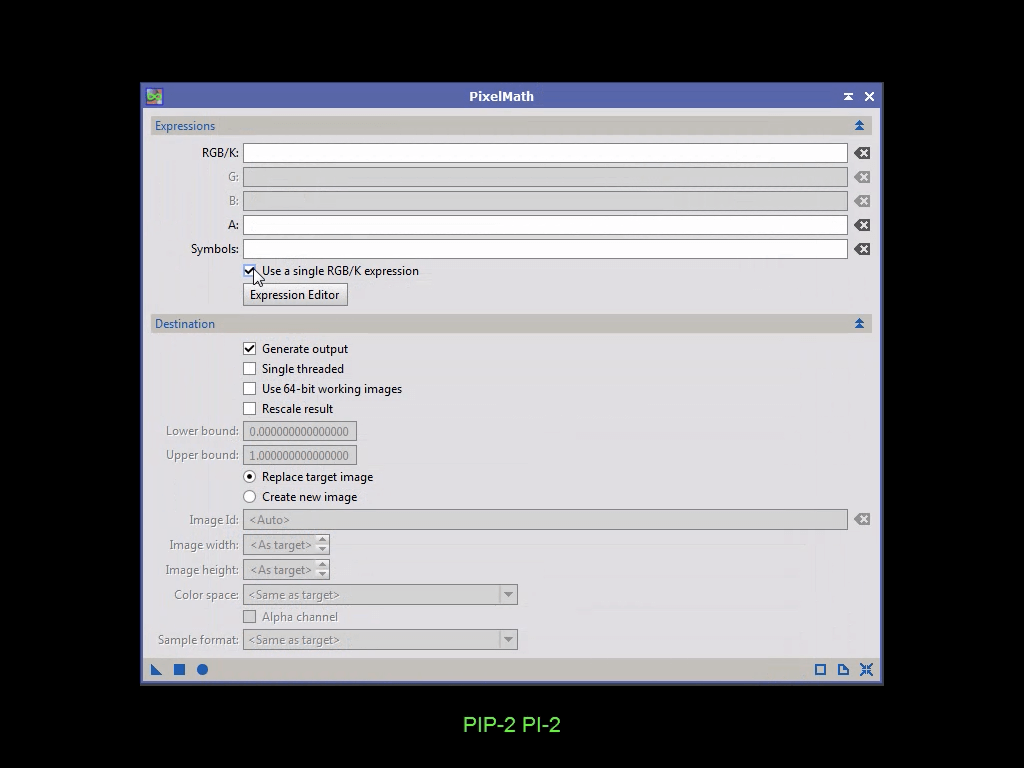 PixelMath
Expressions
RGB/K:
G:
B:
A:
Symbols:
Use a single RGB/K expression
Expression Editor
Destination
Generate output
Single threaded
Use 64-bit working images
Rescale result
Lower bound: 0.000000000000000
Upper bound: 1.000000000000000
Replace target image
Create new image
Image Id: <Auto>
Image width: <As target>
Image height: <As target>
Color space: <Same as target>
Alpha channel
Sample format: <Same as target>
PIP-2 PI-2